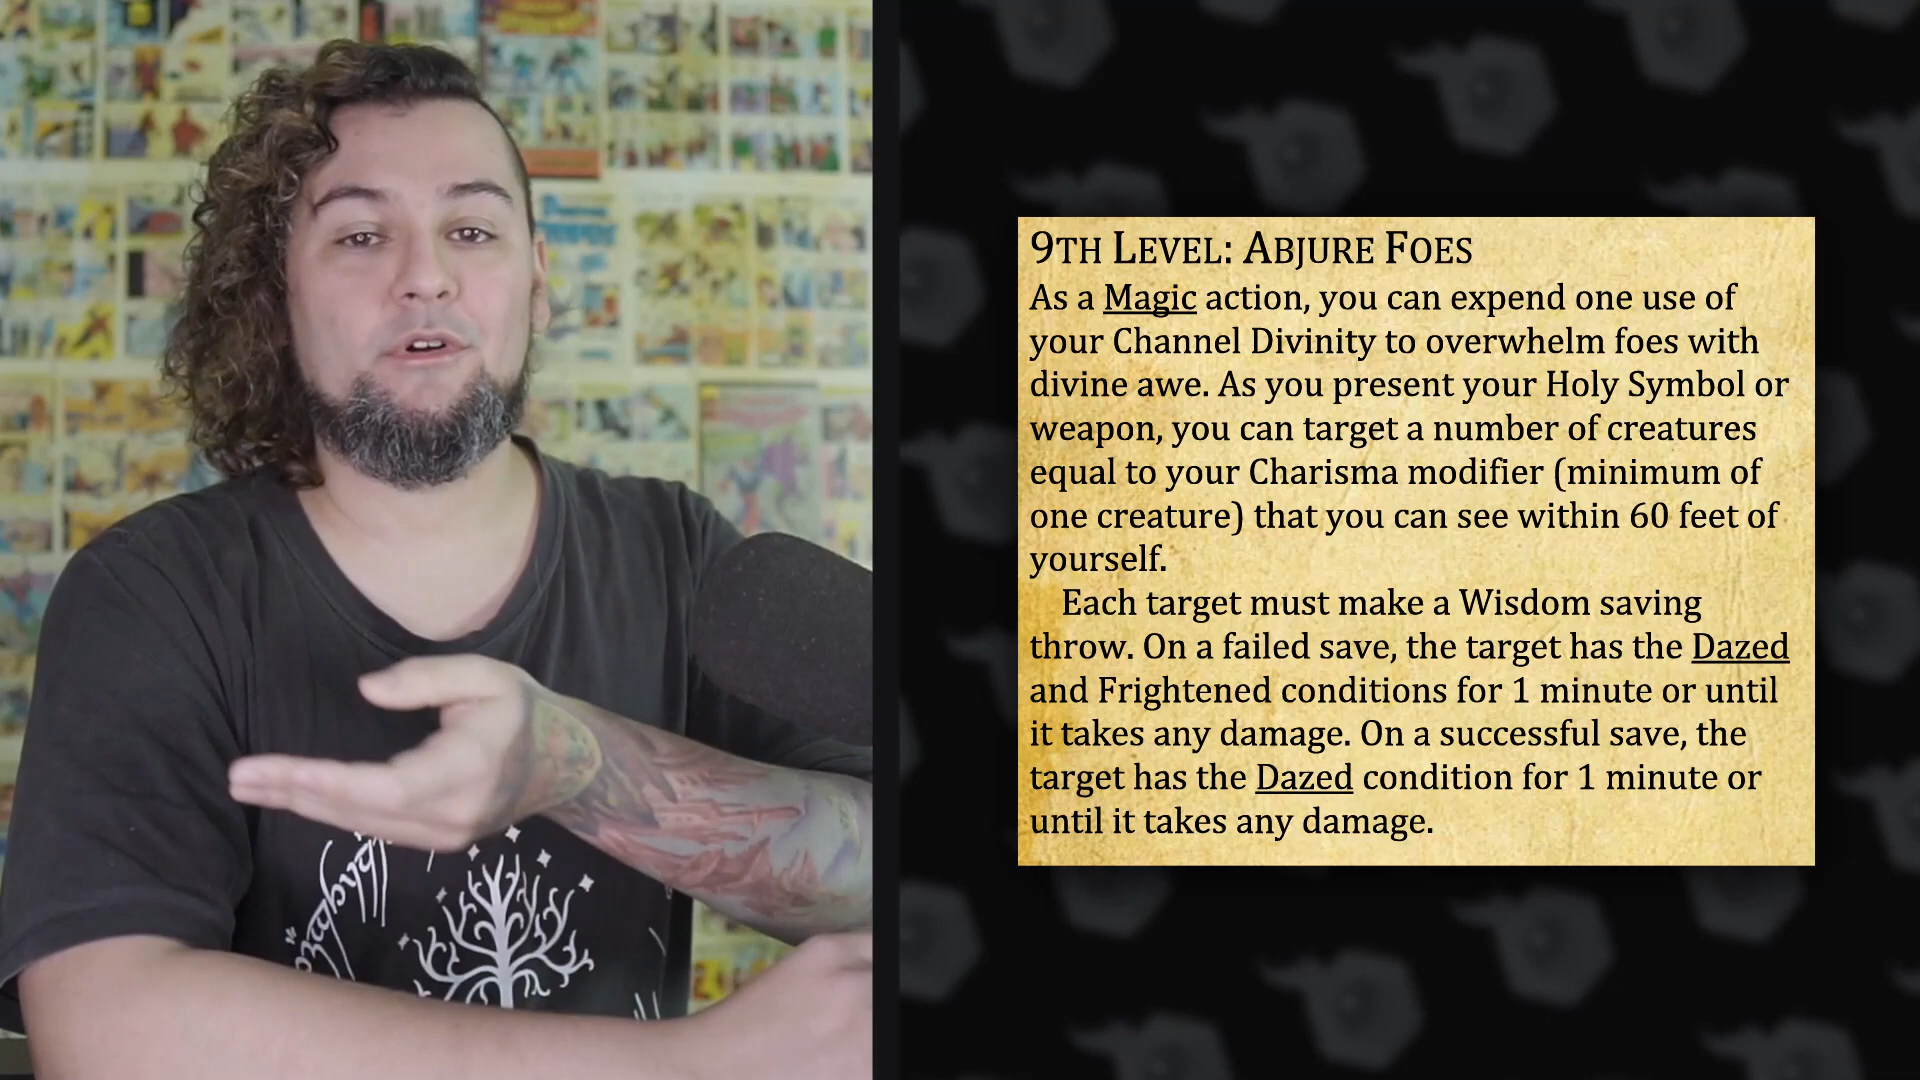 9TH LEVEL: ABJURE FOES
As a Magic action, you can expend one use of
your Channel Divinity to overwhelm foes with
divine awe. As you present your Holy Symbol or
weapon, you can target a number of creatures
equal to your Charisma modifier (minimum of
one creature) that you can see within 60 feet of
yourself.
Each target must make a Wisdom saving
throw. On a failed save, the target has the Dazed
and Frightened conditions for 1 minute or until
it takes any damage. On a successful save, the
target has the Dazed condition for 1 minute or
until it takes any damage.